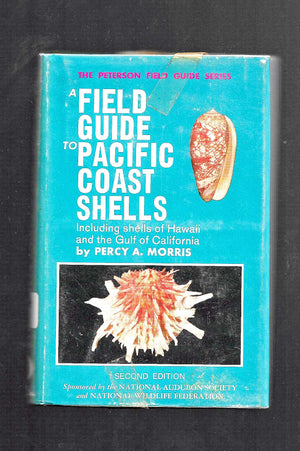 THE PETERSON FIELD GUIDE SERIES
A FIELD
GUIDE
TO PACIFIC
COAST
SHELLS
Including shells of Hawaii
and the Gulf of California
by PERCY A. MORRIS
SECOND EDITION
Sponsored by the NATIONAL AUDUBON SOCIETY
and NATIONAL WILDLIFE FEDERATION